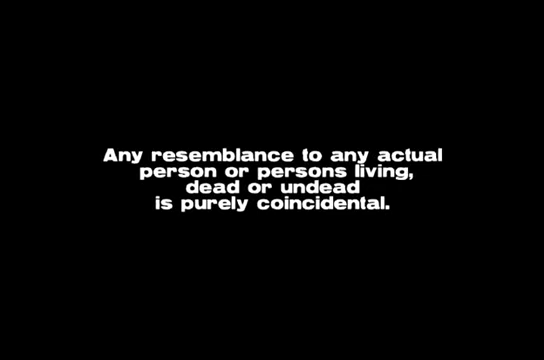 Any resemblance to any actual
person or persons living,
dead or undead
is purely coincidental.